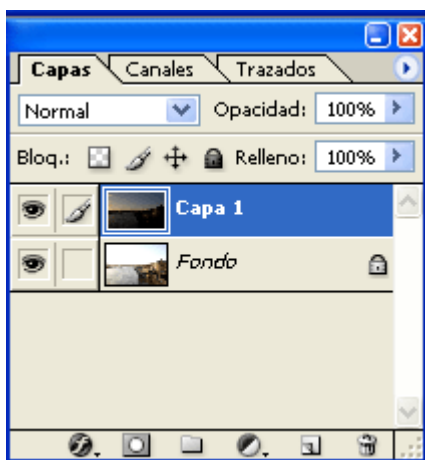 Capas Canales Trazados
Normal Opacidad: 100%
Bloq.: Relleno: 100%
Capa 1
Fondo